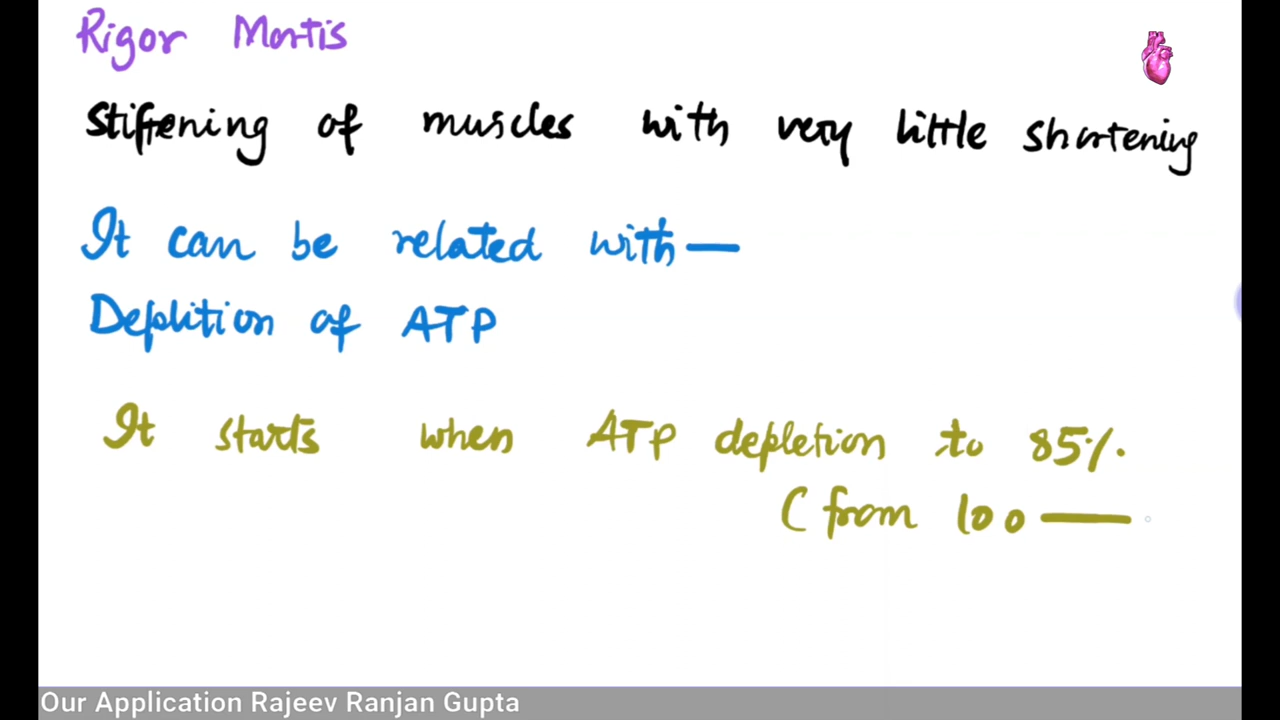 Rigor Mortis
Stiffening of muscles with very little shortening
It can be related with —
Deplition of ATP
It starts when ATP depletion to 85%.
( from 100 —
Our Application Rajeev Ranjan Gupta